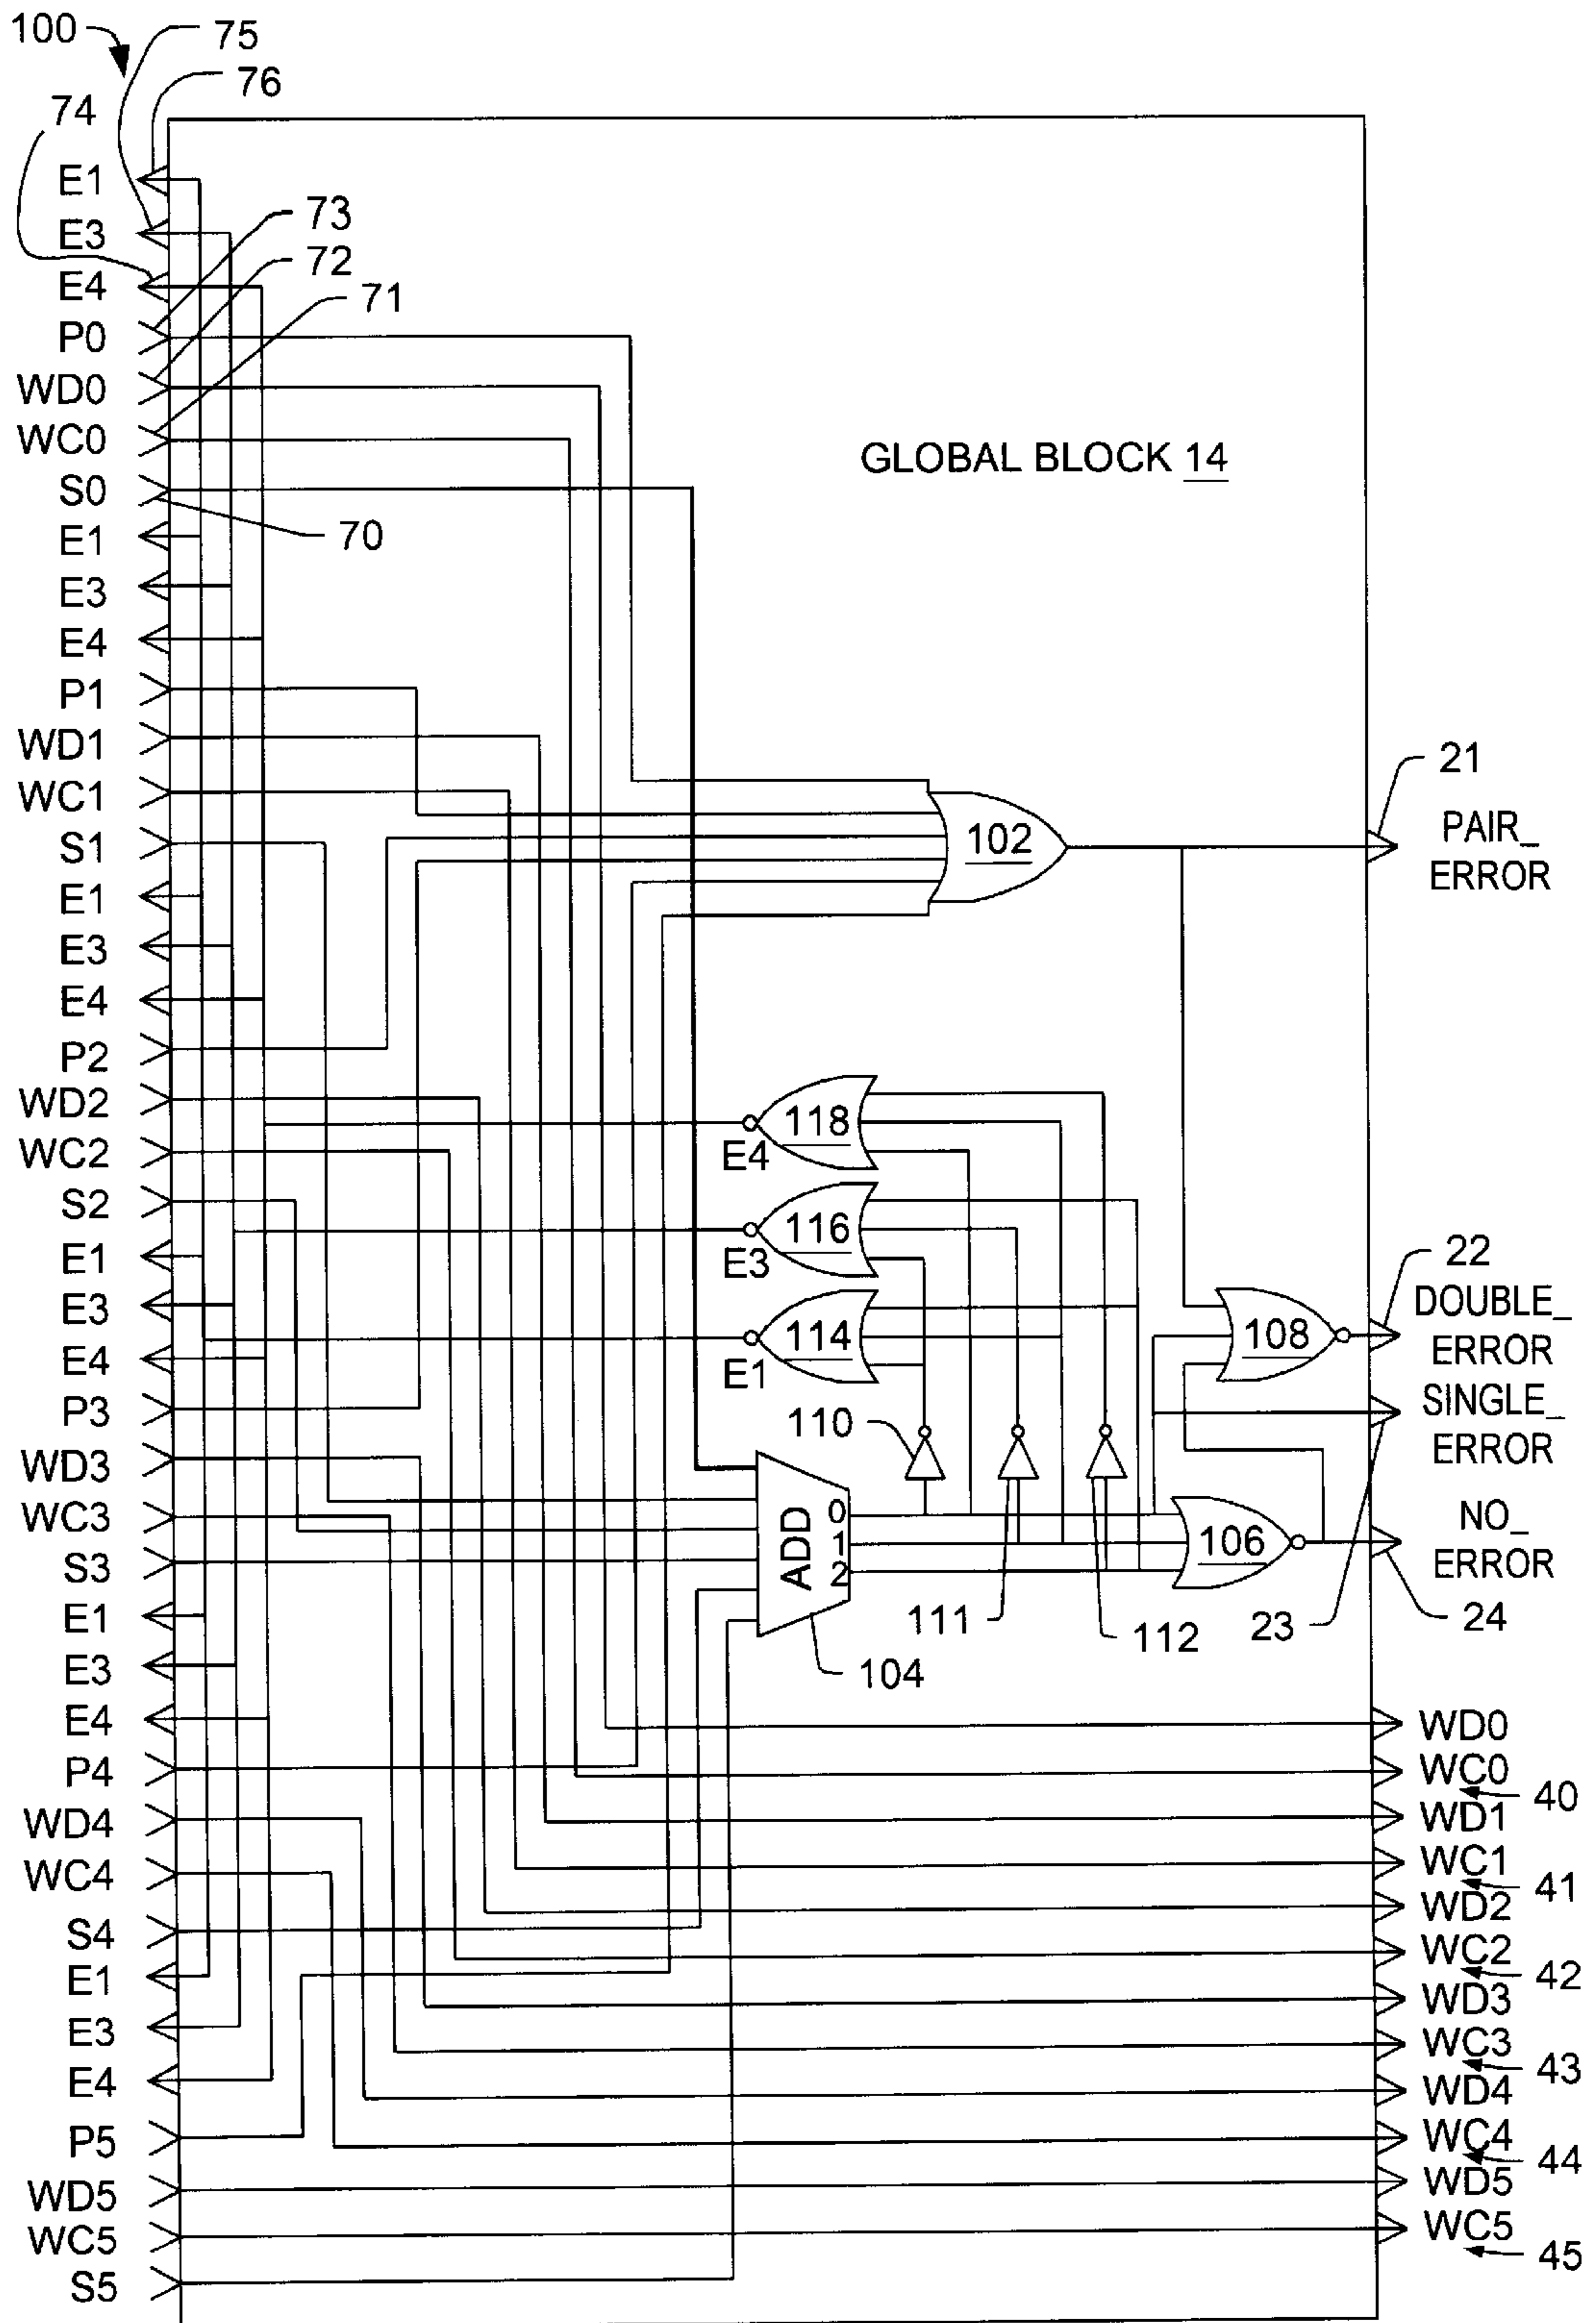 100
75
76
74
E1
E3
73
72
E4
71
P0
WD0
WC0
GLOBAL BLOCK 14
S0
70
E1
E3
E4
P1
WD1
21
WC1
PAIR_
ERROR
S1
102
E1
E3
E4
P2
WD2
118
WC2
E4
S2
116
E1
E3
22
E3
DOUBLE_
ERROR
108
114
E4
E1
SINGLE_
ERROR
P3
110
WD3
WC3
0
NO_
ERROR
ADD
1
106
S3
2
E1
111
112
23
24
E3
104
E4
WD0
P4
WC0
40
WD4
WD1
WC4
WC1
41
S4
WD2
E1
WC2
42
E3
WD3
WC3
43
E4
WD4
P5
WC4
44
WD5
WD5
WC5
WC5
45
S5